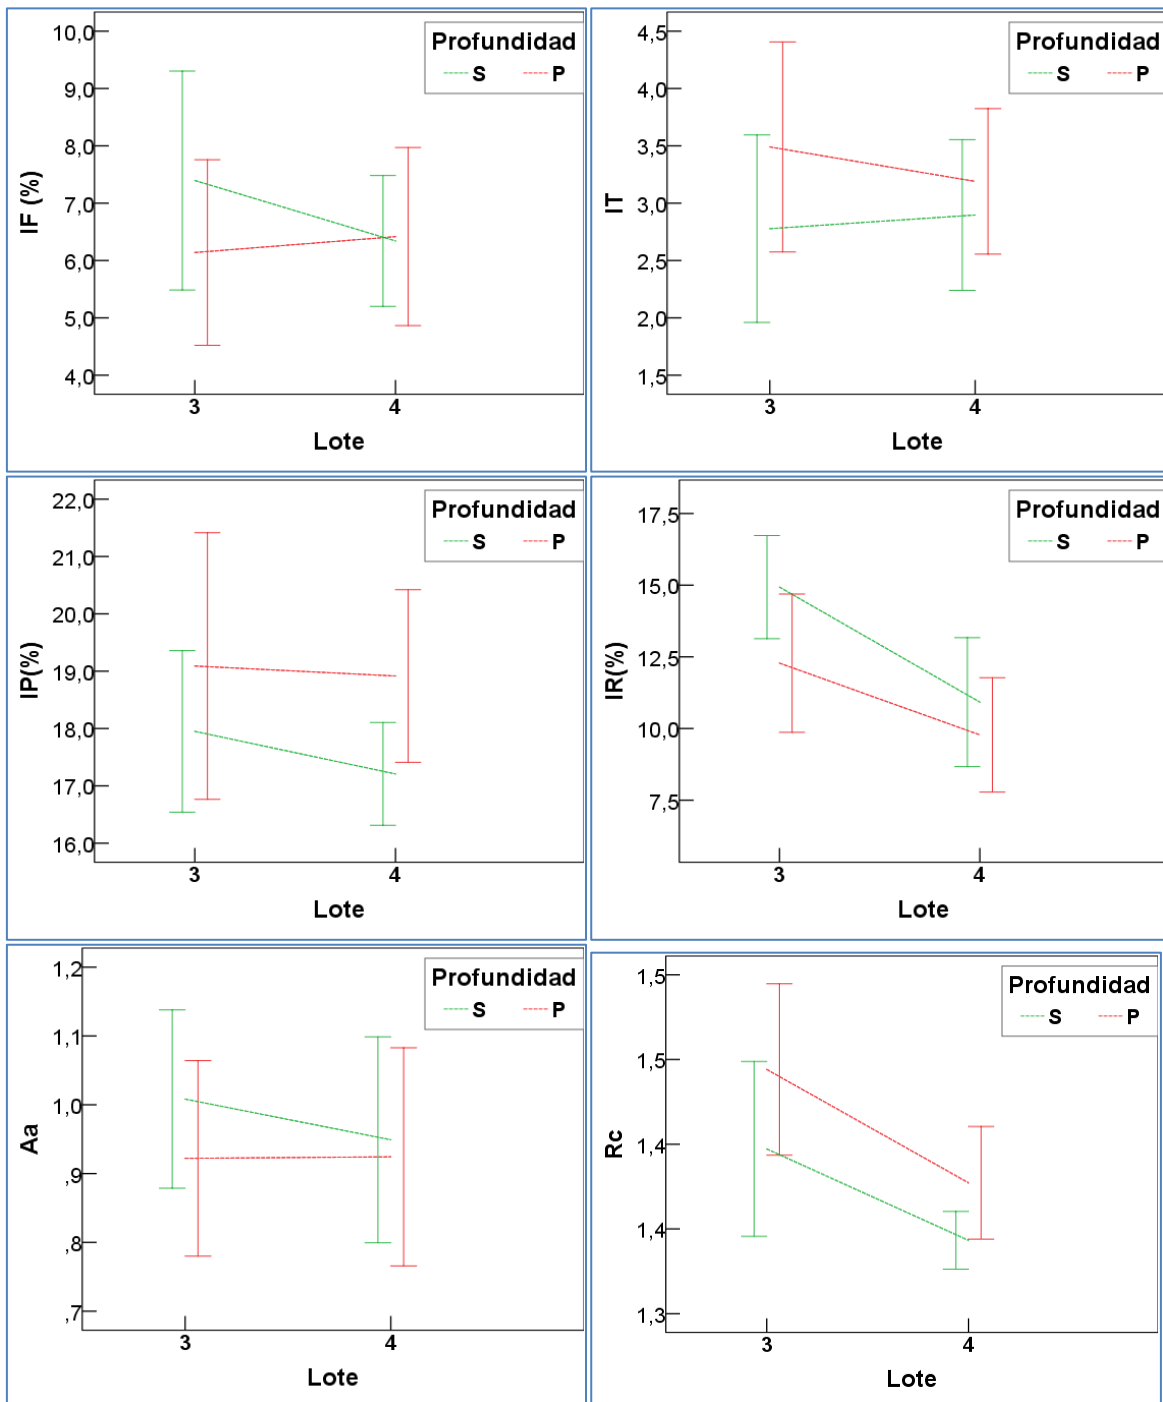 10,0
9,0
8,0
7,0
6,0
5,0
4,0
IF (%)
3 4
Lote
Profundidad
S P
4,5
4,0
3,5
3,0
2,5
2,0
1,5
IT
3 4
Lote
Profundidad
S P
22,0
21,0
20,0
19,0
18,0
17,0
16,0
IP(%)
3 4
Lote
Profundidad
S P
17,5
15,0
12,5
10,0
7,5
IR(%)
3 4
Lote
Profundidad
S P
1,2
1,1
1,0
,9
,8
,7
Aa
3 4
Lote
Profundidad
S P
1,5
1,5
1,4
1,4
1,3
Rc
3 4
Lote
Profundidad
S P